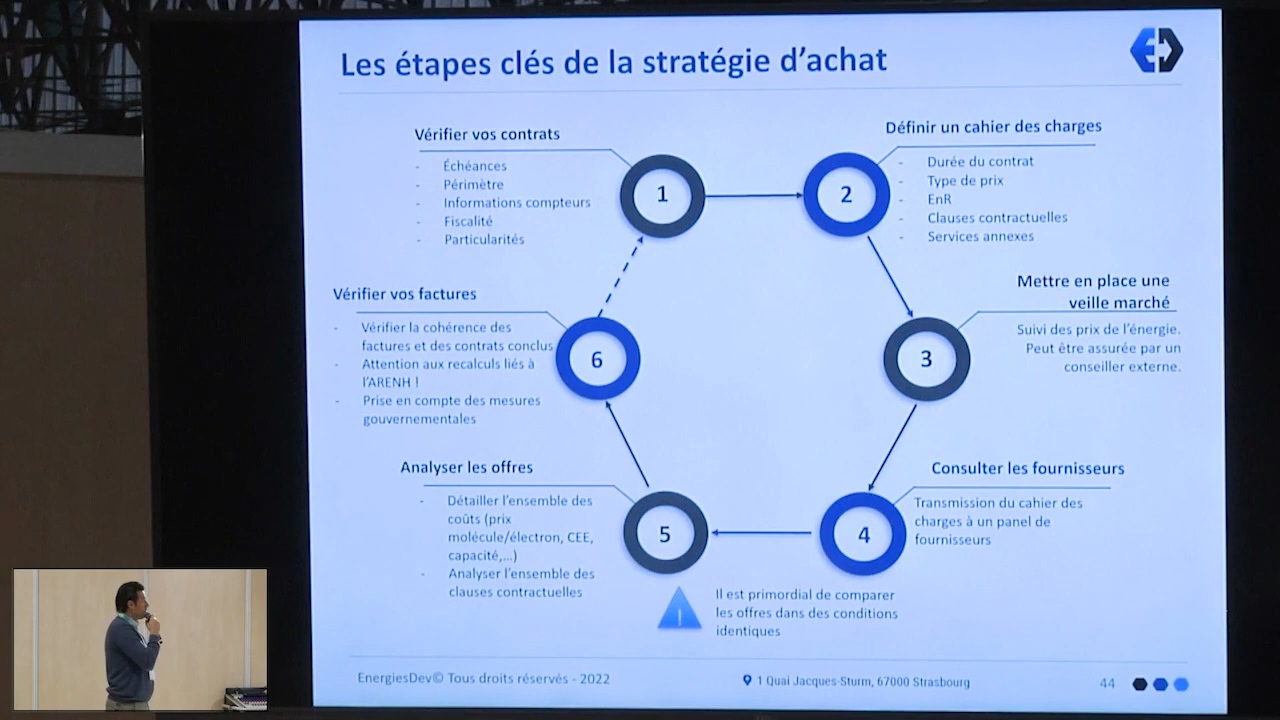 Les étapes clés de la stratégie d'achat
Vérifier vos contrats
- Échéances
- Périmètre
- Informations compteurs
- Fiscalité
- Particularités
1
2
Définir un cahier des charges
- Durée du contrat
- Type de prix
- EnR
- Clauses contractuelles
- Services annexes
Mettre en place une
veille marché
Suivi des prix de l'énergie.
Peut être assurée par un
conseiller externe.
3
Vérifier vos factures
- Vérifier la cohérence des
factures et des contrats conclus
- Attention aux recalculs liés à
l'ARENH !
- Prise en compte des mesures
gouvernementales
6
Analyser les offres
- Détailler l'ensemble des
coûts (prix
molécule/électron, CEE,
capacité,...)
- Analyser l'ensemble des
clauses contractuelles
5
4
Consulter les fournisseurs
Transmission du cahier des
charges à un panel de
fournisseurs
!
Il est primordial de comparer
les offres dans des conditions
identiques
EnergiesDev© Tous droits réservés - 2022
1 Quai Jacques-Sturm, 67000 Strasbourg
44